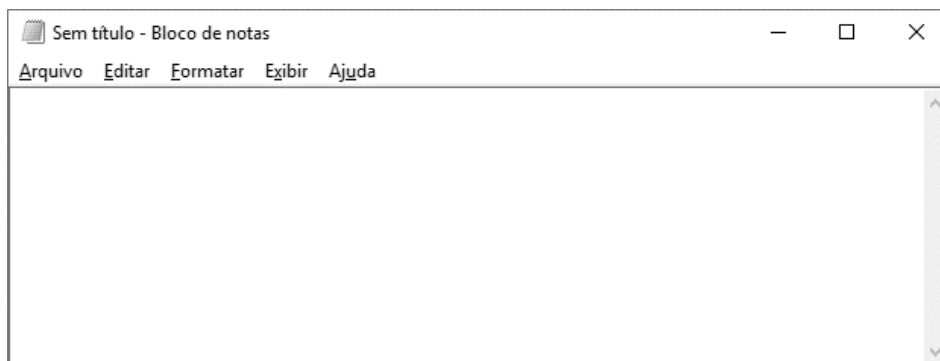 Sem título - Bloco de notas
Arquivo Editar Formatar Exibir Ajuda